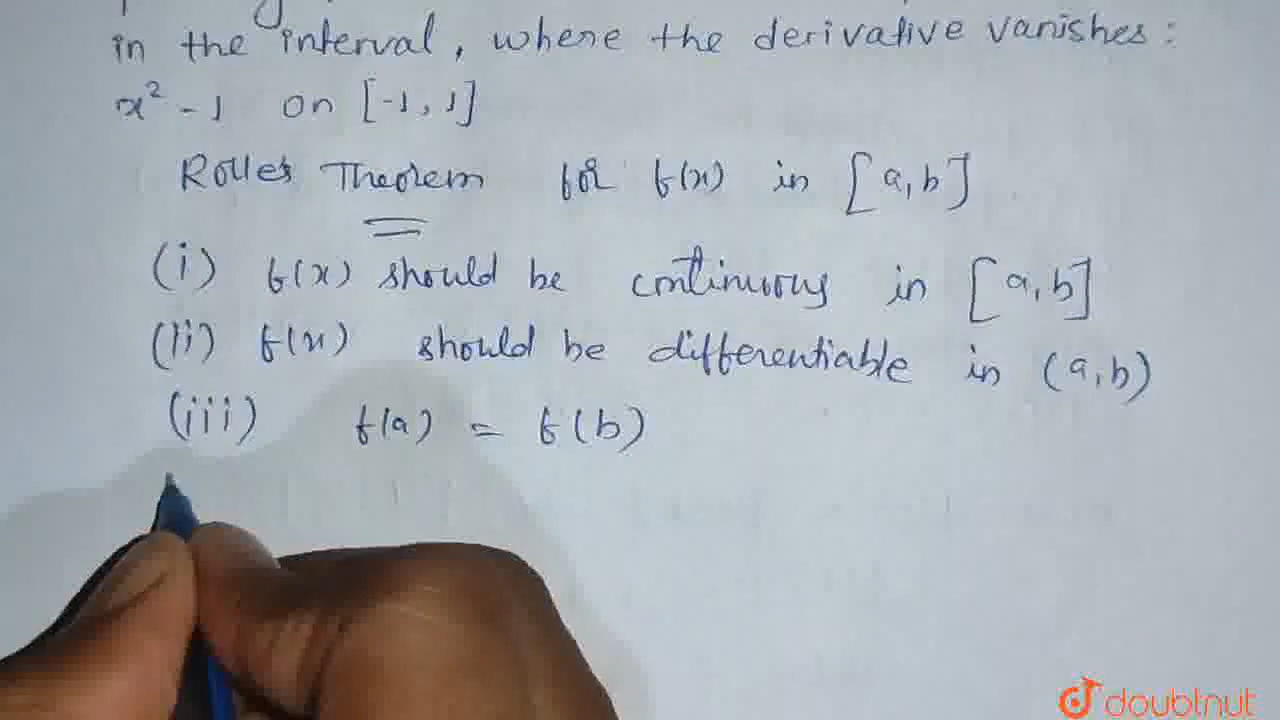 in the interval, where the derivative vanishes:
x² - 1 on [-1, 1]
Rolles Theorem for f(x) in [a, b]
(i) f(x) should be continuous in [a, b]
(ii) f(x) should be differentiable in (a, b)
(iii) f(a) = f(b)
doubtnut